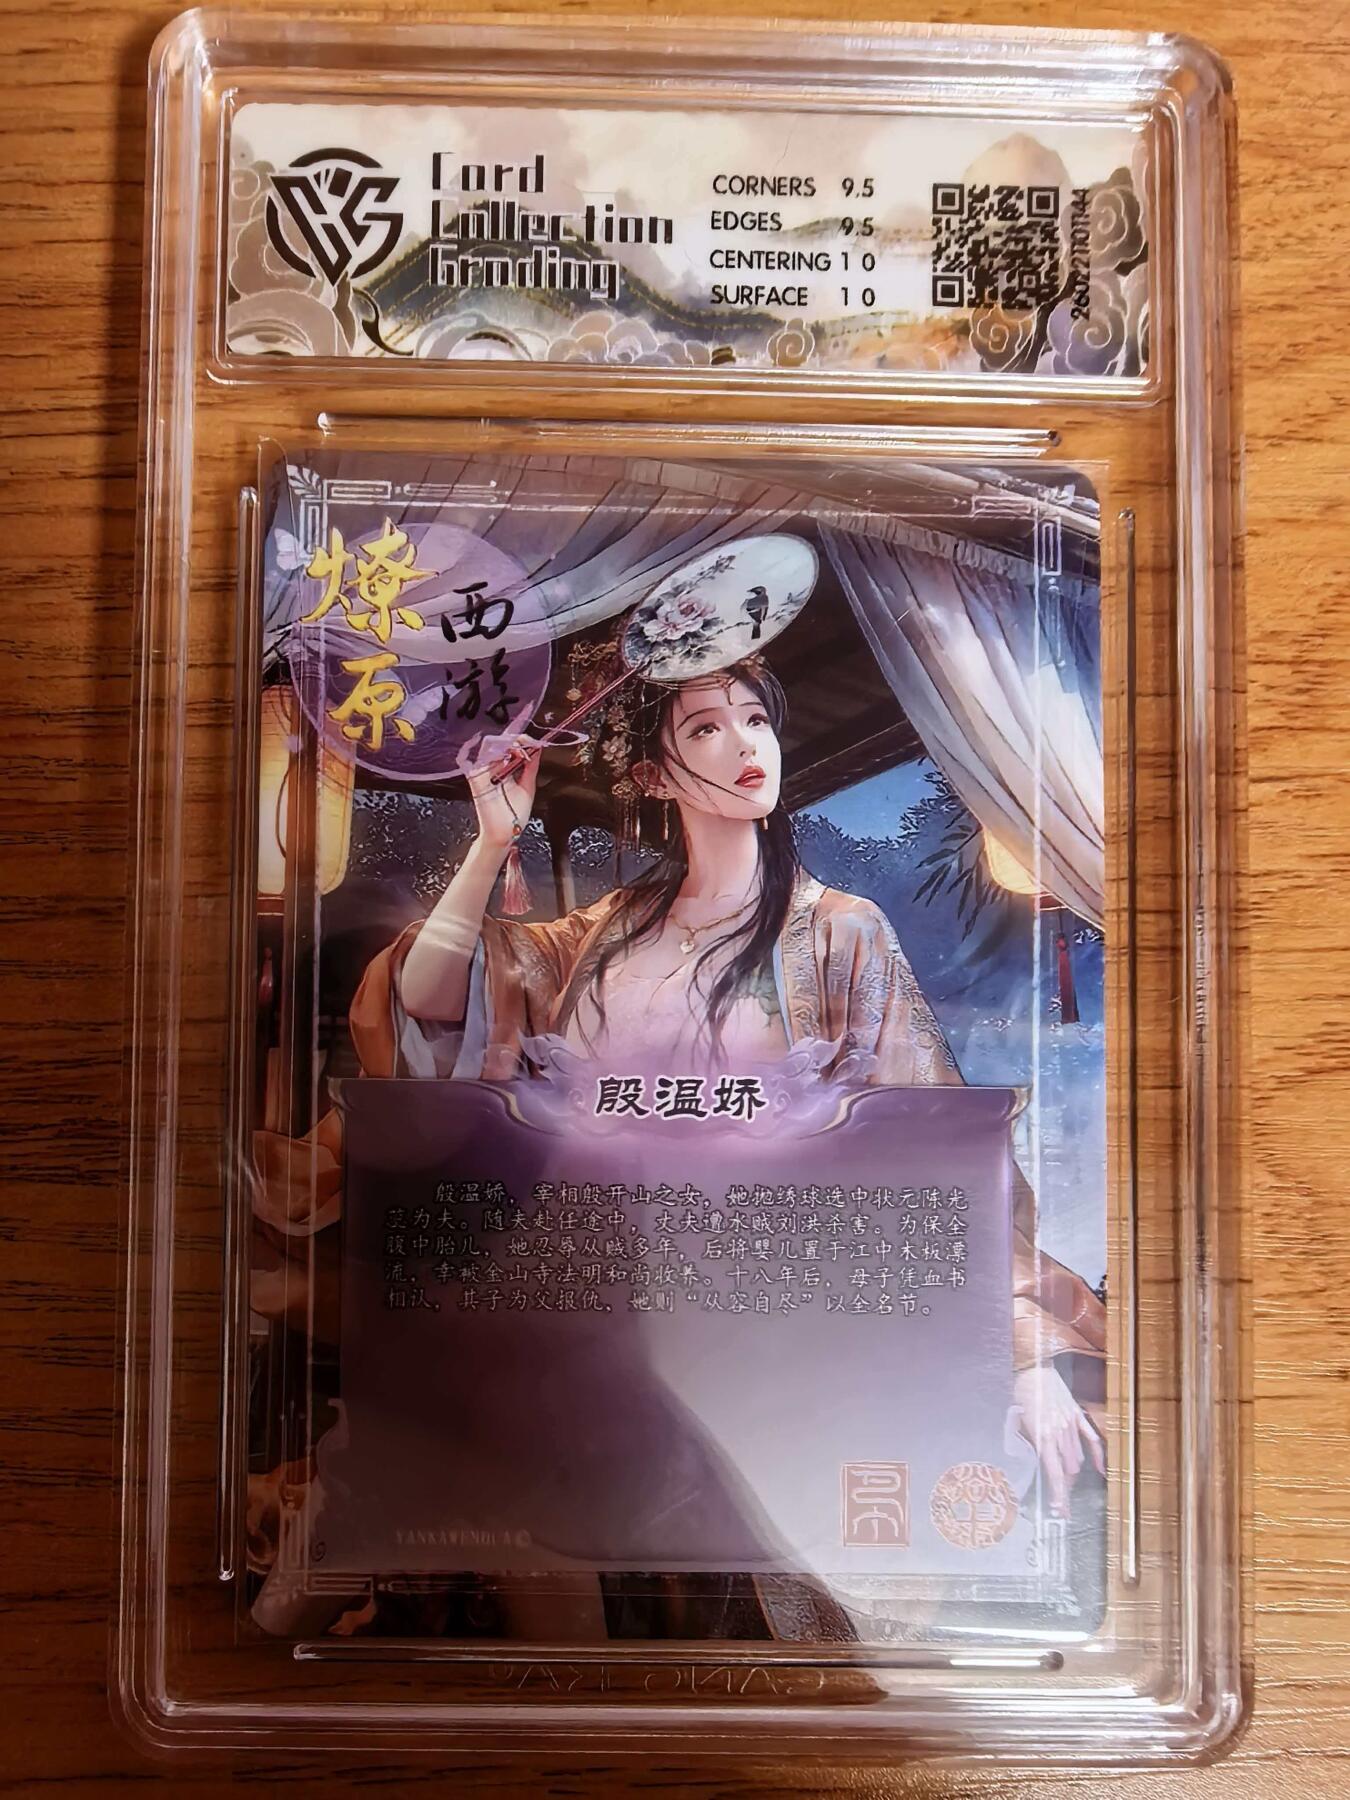 Card
Collection
Grading
CORNERS 9.5
EDGES 9.5
CENTERING 10
SURFACE 10
燎原
西游
殷温娇
殷温娇，宰相殷开山之女，她抛绣球选中状元陈光
蕊为夫。随夫赴任途中，丈夫遭水贼刘洪杀害。为保全
腹中胎儿，她忍辱从贼多年，后将婴儿置于江中木板漂
流，幸被金山寺法明和尚收养。十八年后，母子凭血书
相认，其子为父报仇，她则“从容自尽”以全名节。